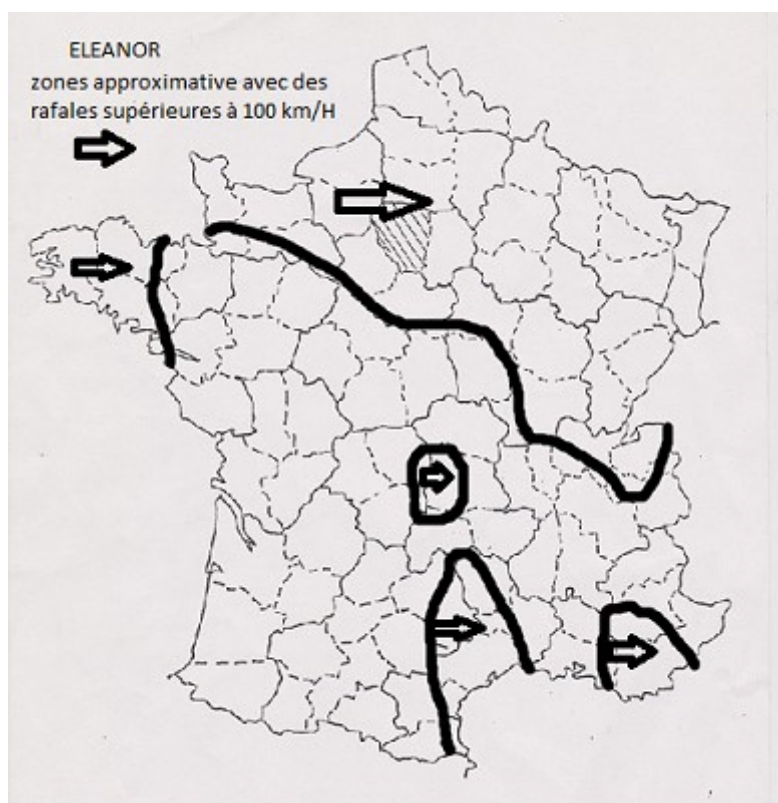 ELEANOR
zones approximative avec des
rafales supérieures à 100 km/H